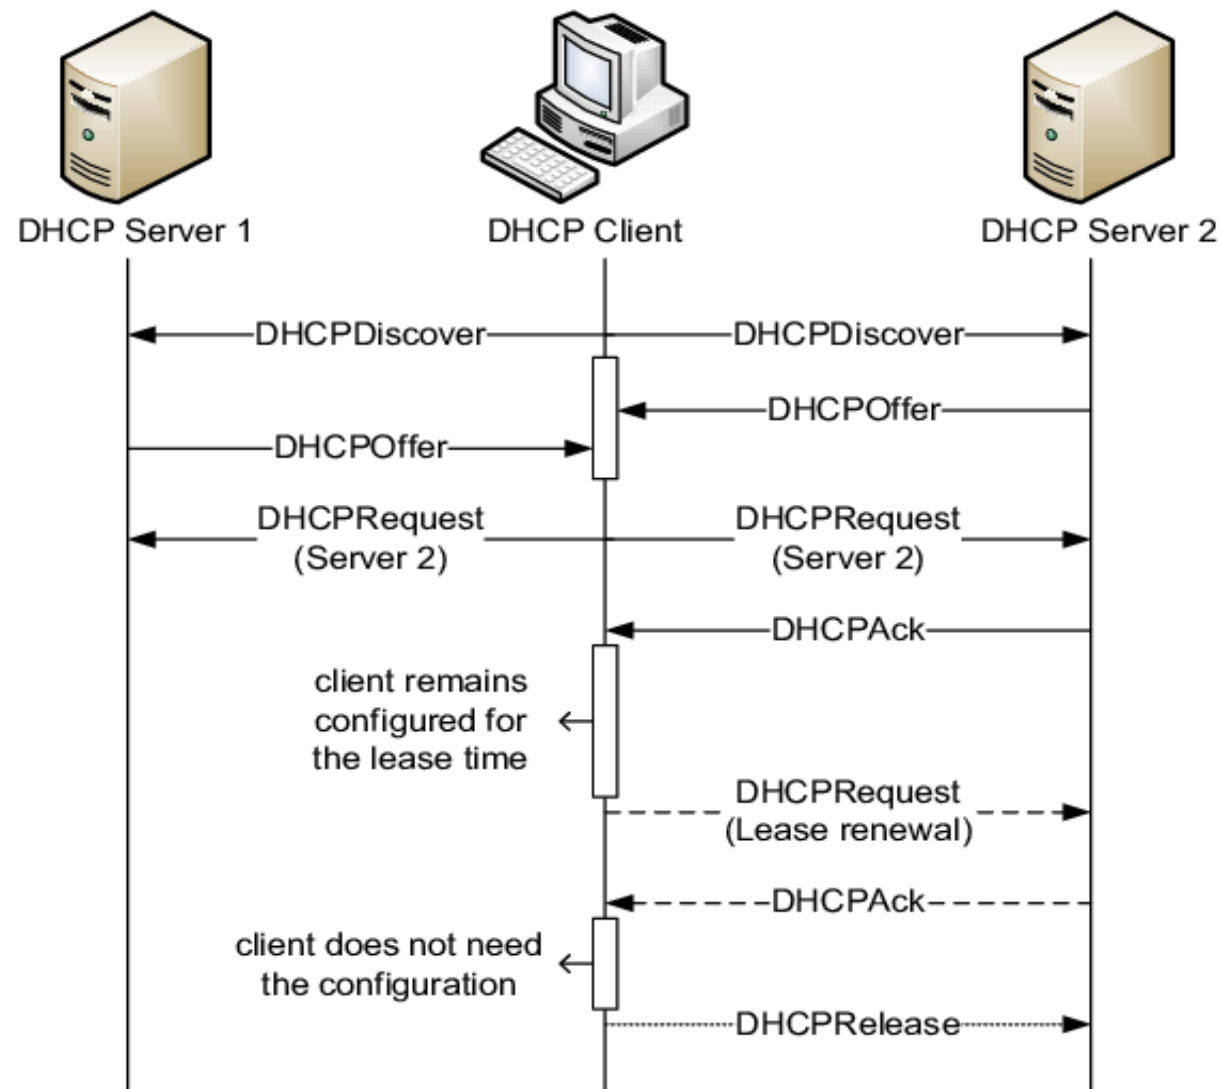 DHCP Server 1
DHCP Client
DHCP Server 2
DHCPDiscover
DHCPDiscover
DHCPOffer
DHCPOffer
DHCPRequest
(Server 2)
DHCPRequest
(Server 2)
DHCPAck
client remains
configured for
the lease time
DHCPRequest
(Lease renewal)
DHCPAck
client does not need
the configuration
DHCPRelease